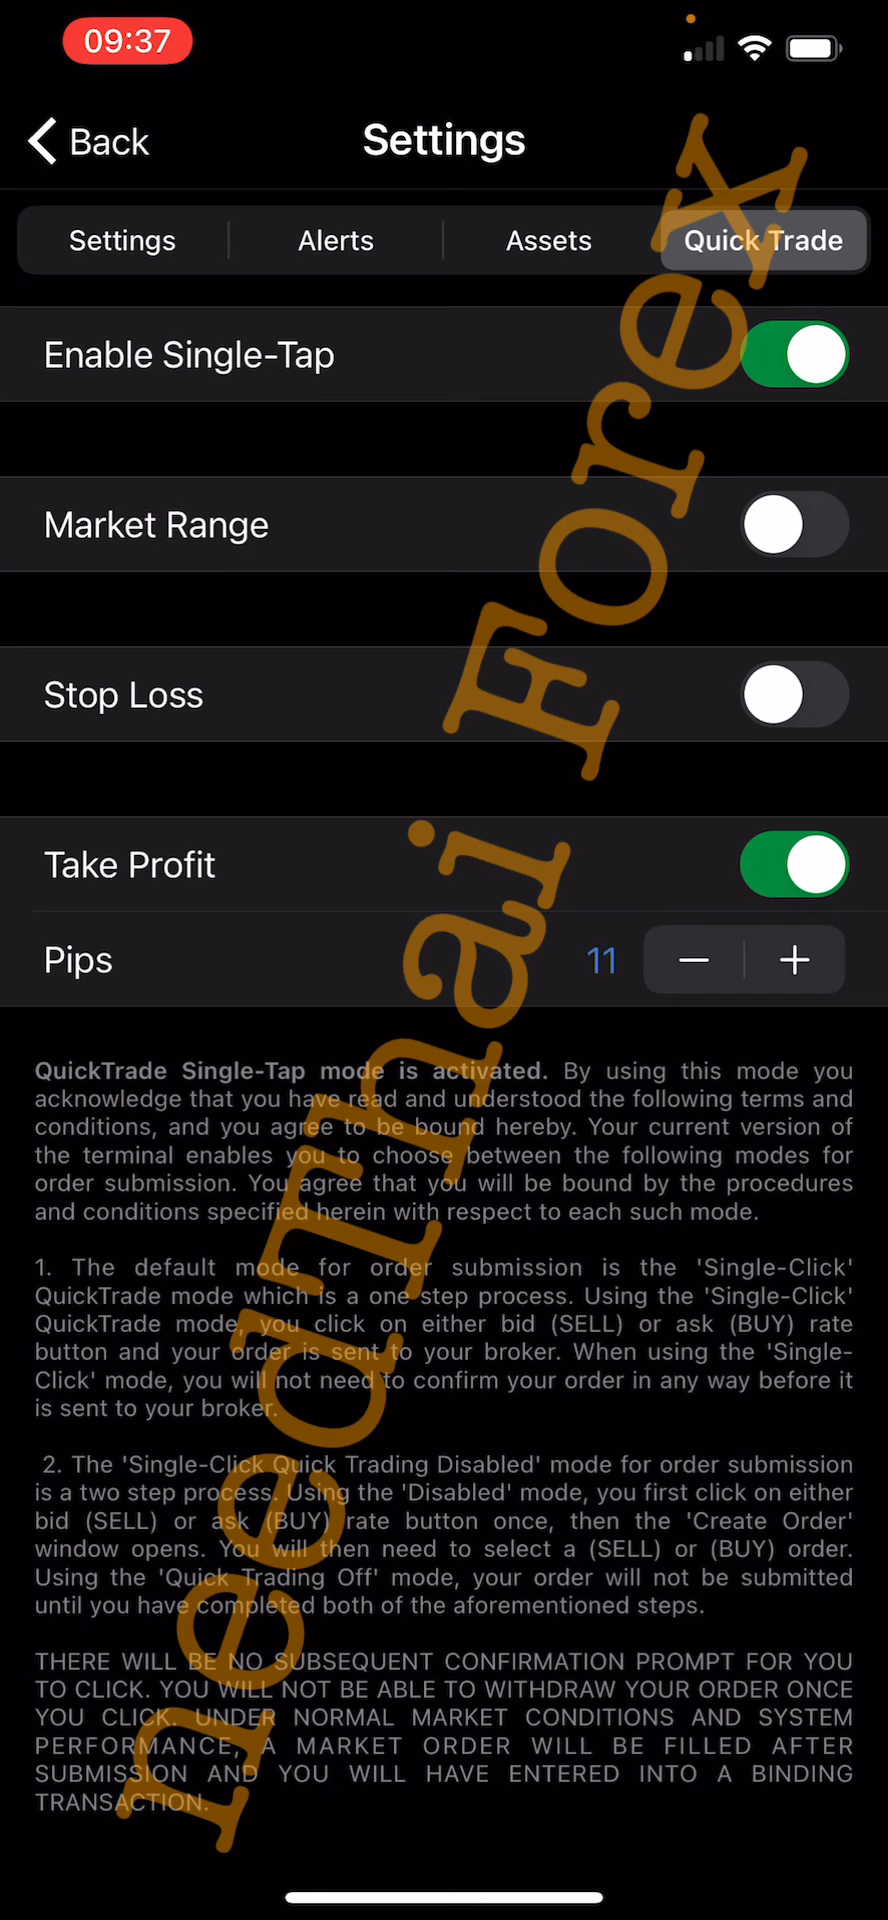 09:37
Back
Settings
Settings
Alerts
Assets
Quick Trade
Enable Single-Tap
Market Range
Stop Loss
Take Profit
Pips
11
QuickTrade Single-Tap mode is activated. By using this mode you
acknowledge that you have read and understood the following terms and
conditions, and you agree to be bound hereby. Your current version of
the terminal enables you to choose between the following modes for
order submission. You agree that you will be bound by the procedures
and conditions specified herein with respect to each such mode.
1. The default mode for order submission is the 'Single-Click'
QuickTrade mode which is a one step process. Using the 'Single-Click'
QuickTrade mode, you click on either bid (SELL) or ask (BUY) rate
button and your order is sent to your broker. When using the 'Single-
Click' mode, you will not need to confirm your order in any way before it
is sent to your broker.
2. The 'Single-Click Quick Trading Disabled' mode for order submission
is a two step process. Using the 'Disabled' mode, you first click on either
bid (SELL) or ask (BUY) rate button once, then the 'Create Order'
window opens. You will then need to select a (SELL) or (BUY) order.
Using the 'Quick Trading Off' mode, your order will not be submitted
until you have completed both of the aforementioned steps.
THERE WILL BE NO SUBSEQUENT CONFIRMATION PROMPT FOR YOU
TO CLICK. YOU WILL NOT BE ABLE TO WITHDRAW YOUR ORDER ONCE
YOU CLICK. UNDER NORMAL MARKET CONDITIONS AND SYSTEM
PERFORMANCE, A MARKET ORDER WILL BE FILLED AFTER
SUBMISSION AND YOU WILL HAVE ENTERED INTO A BINDING
TRANSACTION.
needThai Forex